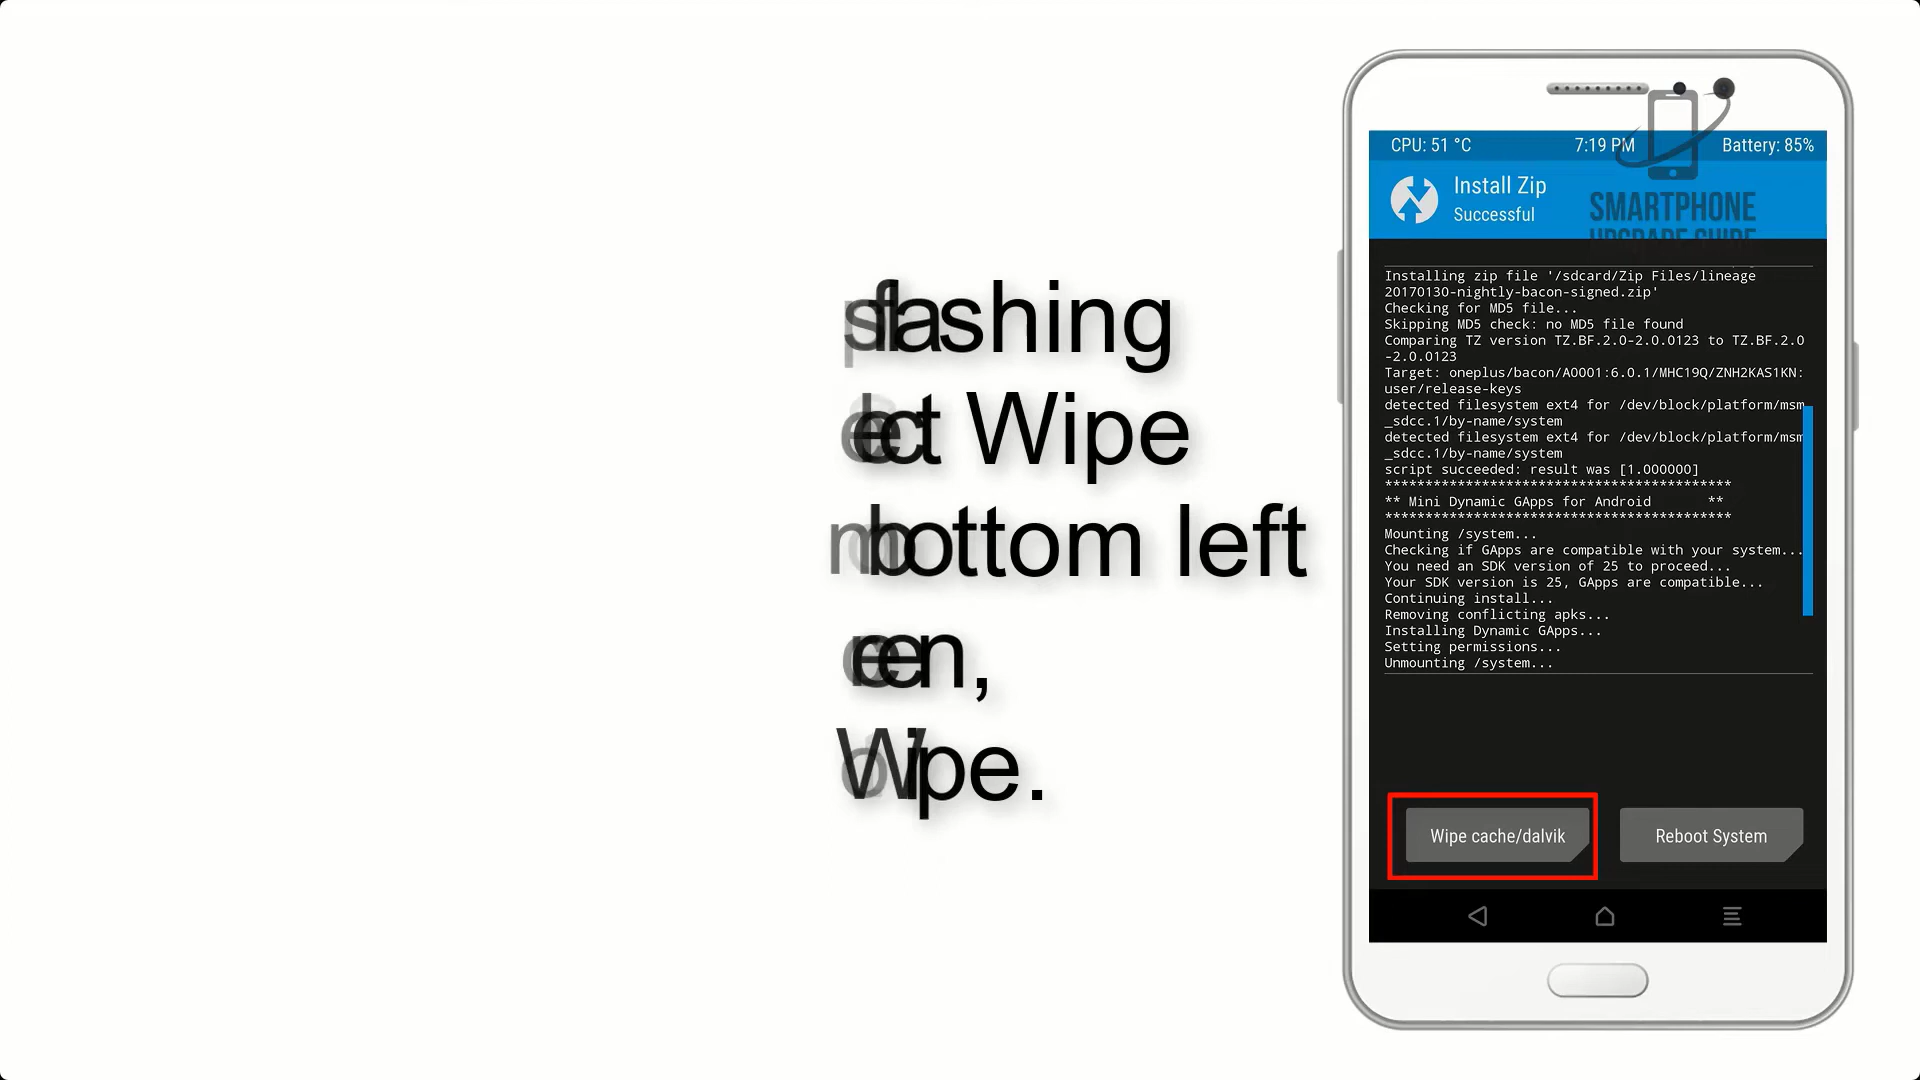 flashing
ect Wipe
bottom left
een,
Wipe.
CPU: 51 °C 7:19 PM Battery: 85%
Install Zip
Successful
SMARTPHONE
UPGRADE GUIDE
Installing zip file '/sdcard/Zip Files/lineage
20170130-nightly-bacon-signed.zip'
Checking for MD5 file...
Skipping MD5 check: no MD5 file found
Comparing TZ version TZ.BF.2.0-2.0.0123 to TZ.BF.2.0
-2.0.0123
Target: oneplus/bacon/A0001:6.0.1/MHC19Q/ZNH2KAS1KN:
user/release-keys
detected filesystem ext4 for /dev/block/platform/msm
_sdcc.1/by-name/system
detected filesystem ext4 for /dev/block/platform/msm
_sdcc.1/by-name/system
script succeeded: result was [1.000000]
******************************************
** Mini Dynamic GApps for Android **
******************************************
Mounting /system...
Checking if GApps are compatible with your system...
You need an SDK version of 25 to proceed...
Your SDK version is 25, GApps are compatible...
Continuing install...
Removing conflicting apks...
Installing Dynamic GApps...
Setting permissions...
Unmounting /system...
Wipe cache/dalvik Reboot System